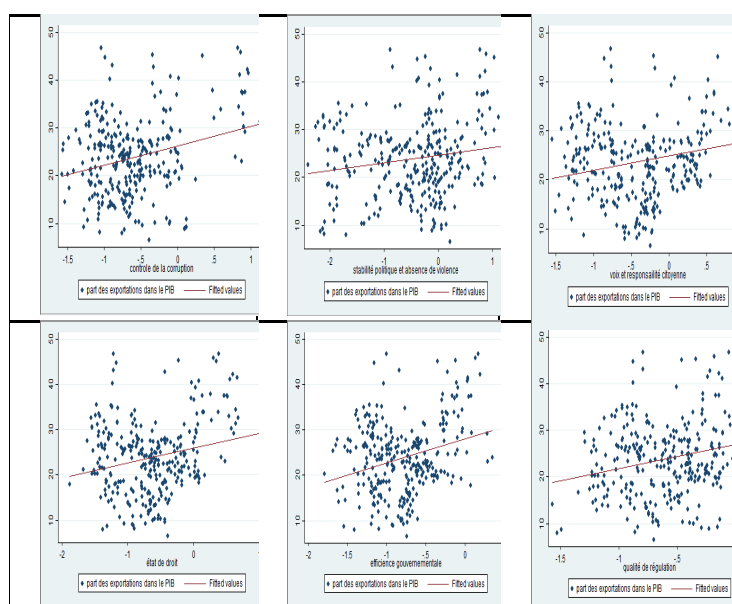 50
40
30
20
10
-1.5 -1 -.5 0 .5 1
controle de la corruption
part des exportations dans le PIB Fitted values
50
40
30
20
10
-2 -1 0 1
stabilité politique et absence de violence
part des exportations dans le PIB Fitted values
50
40
30
20
10
-1.5 -1 -.5 0 .5
voix et responsalité citoyenne
part des exportations dans le PIB Fitted values
50
40
30
20
10
-2 -1 0 1
état de droit
part des exportations dans le PIB Fitted values
50
40
30
20
10
-2 -1.5 -1 -.5 0
efficience gouvernementale
part des exportations dans le PIB Fitted values
50
40
30
20
10
-1.5 -1 -.5 0
qualité de régulation
part des exportations dans le PIB Fitted values